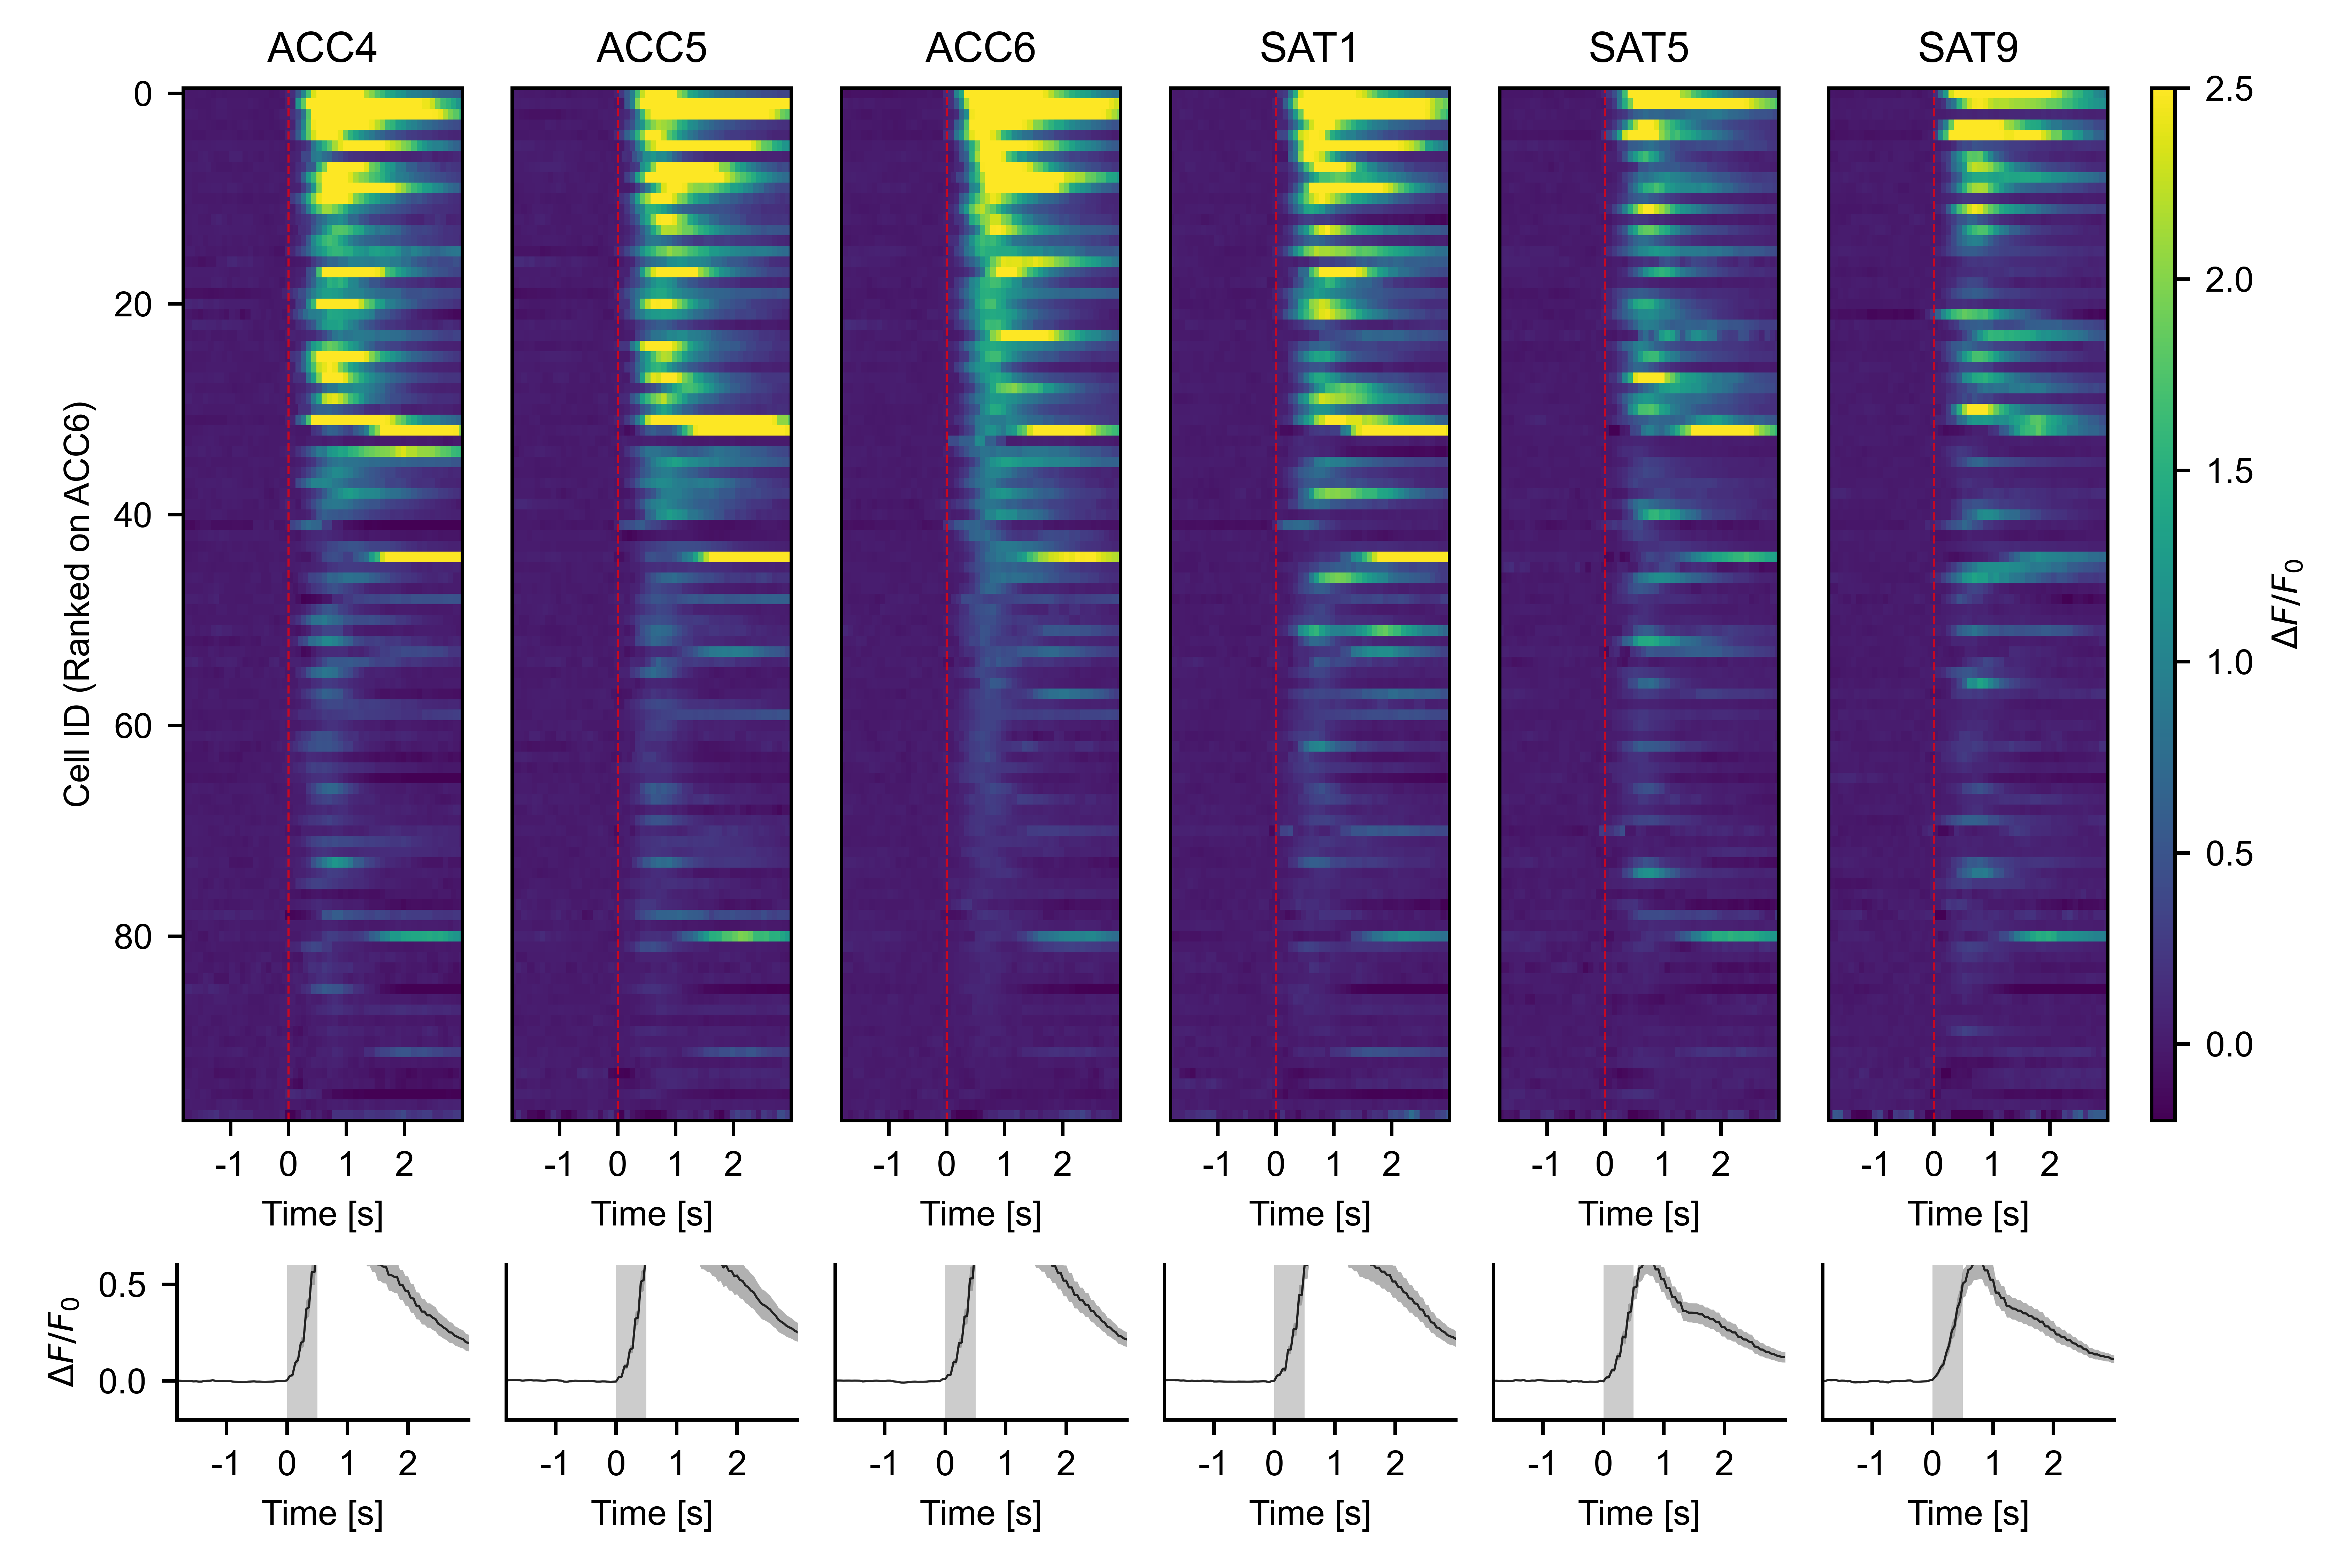 ACC4 ACC5 ACC6 SAT1 SAT5 SAT9
0
20
40
60
80
Cell ID (Ranked on ACC6)
2.5
2.0
1.5
1.0
0.5
0.0
ΔF/F₀
-1 0 1 2 -1 0 1 2 -1 0 1 2 -1 0 1 2 -1 0 1 2 -1 0 1 2
Time [s] Time [s] Time [s] Time [s] Time [s] Time [s]
ΔF/F₀
0.5
0.0
-1 0 1 2 -1 0 1 2 -1 0 1 2 -1 0 1 2 -1 0 1 2 -1 0 1 2
Time [s] Time [s] Time [s] Time [s] Time [s] Time [s]